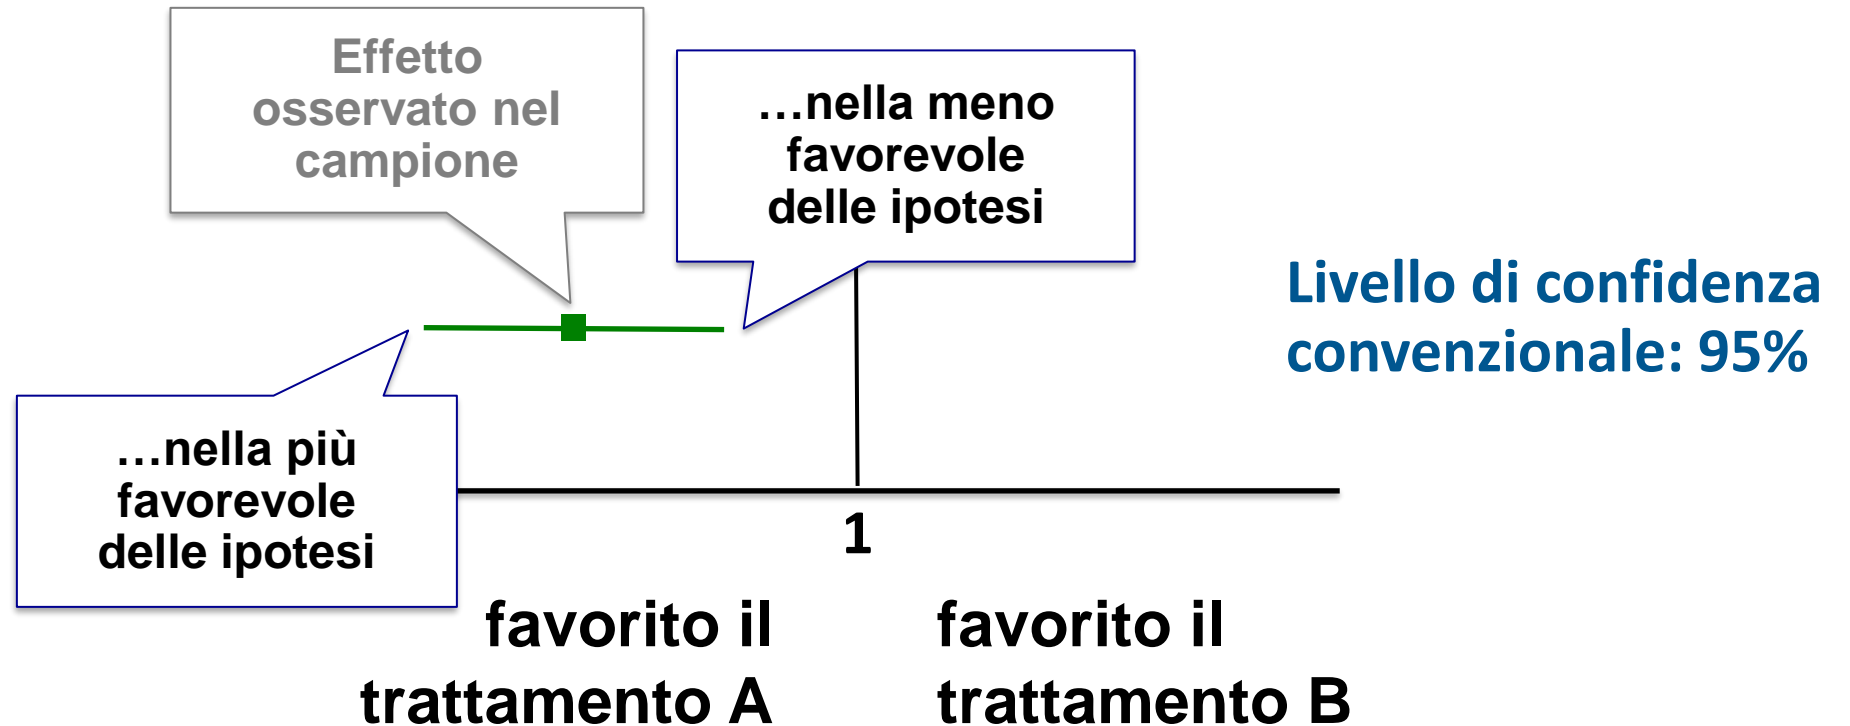 Effetto
osservato nel
campione
…nella meno
favorevole
delle ipotesi
Livello di confidenza
convenzionale: 95%
…nella più
favorevole
delle ipotesi
1
favorito il
trattamento A
favorito il
trattamento B